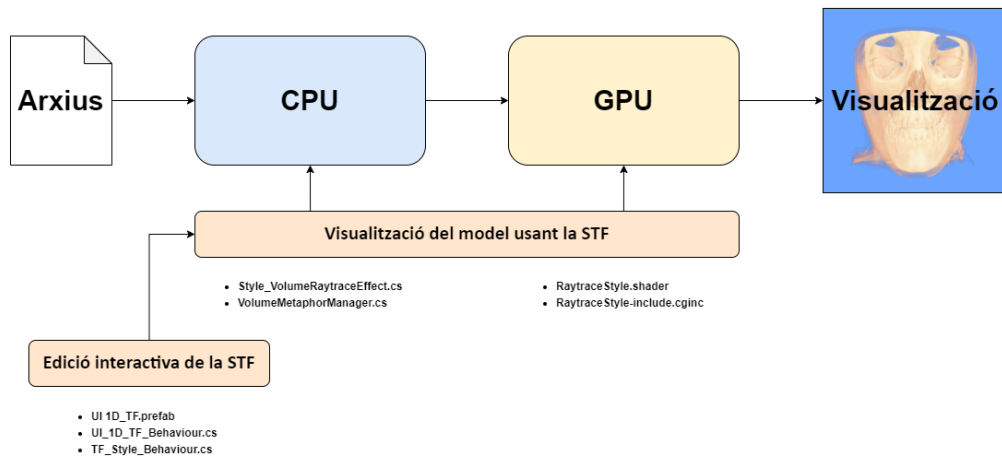 Arxius
CPU
GPU
Visualització
Visualització del model usant la STF
Style_VolumeRaytraceEffect.cs
VolumeMetaphorManager.cs
RaytraceStyle.shader
RaytraceStyle-include.cginc
Edició interactiva de la STF
UI 1D_TF.prefab
UI_1D_TF_Behaviour.cs
TF_Style_Behaviour.cs